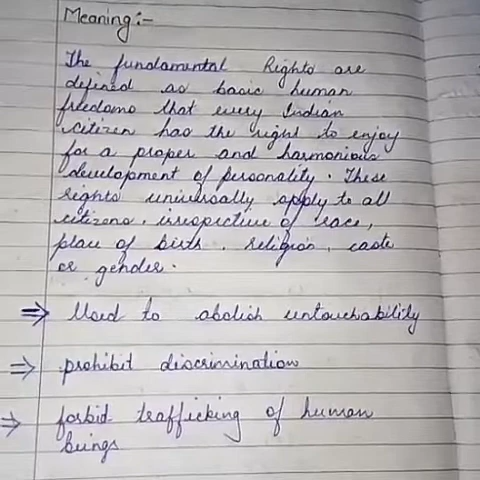 Meaning :-
The fundamental Rights are
defined as basic human
freedoms that every Indian
citizen has the right to enjoy
for a proper and harmonious
development of personality. These
rights universally apply to all
citizens, irrespective of race,
place of birth, religion, caste
or gender.
⇒ Used to abolish untouchability
⇒ prohibit discrimination
⇒ forbid trafficking of human
beings